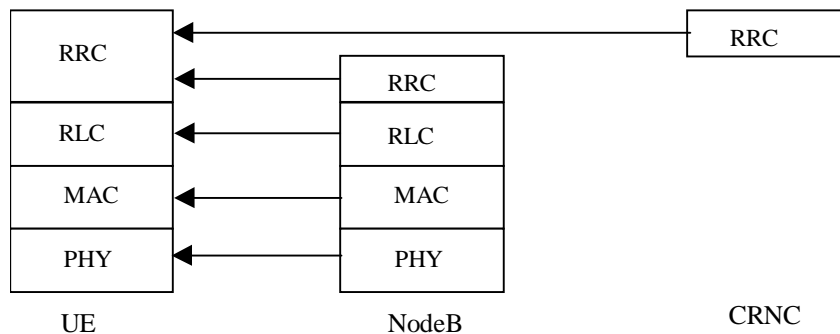 RRC
RRC
RRC
RLC
RLC
MAC
MAC
PHY
PHY
UE
NodeB
CRNC